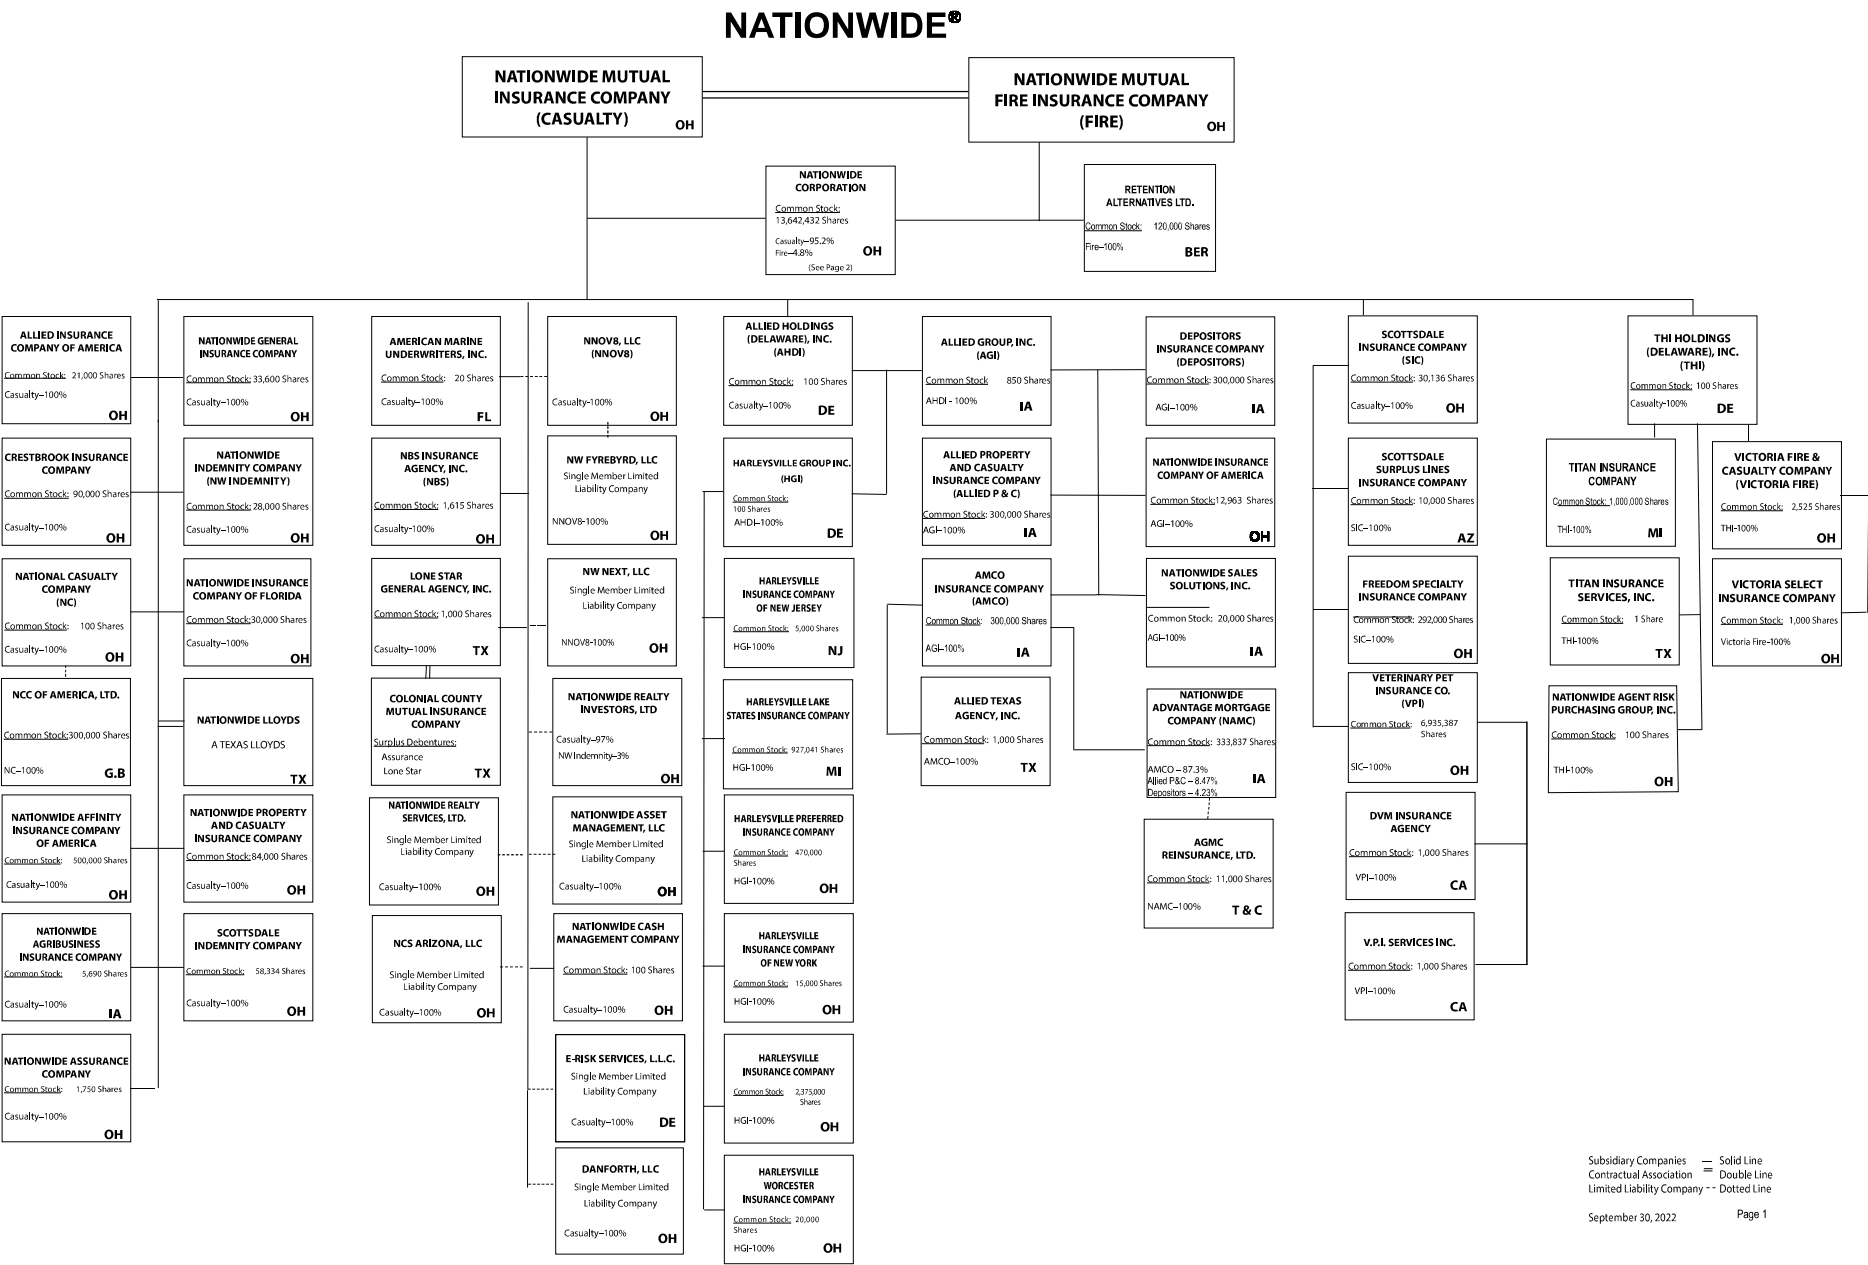 NATIONWIDE®
NATIONWIDE MUTUAL
INSURANCE COMPANY
(CASUALTY)
OH
NATIONWIDE MUTUAL
FIRE INSURANCE COMPANY
(FIRE)
OH
NATIONWIDE
CORPORATION
Common Stock:
13,642,432 Shares
Casualty–95.2%
Fire–4.8%
OH
(See Page 2)
RETENTION
ALTERNATIVES LTD.
Common Stock: 120,000 Shares
Fire–100%
BER
ALLIED INSURANCE
COMPANY OF AMERICA
Common Stock: 21,000 Shares
Casualty–100%
OH
CRESTBROOK INSURANCE
COMPANY
Common Stock: 90,000 Shares
Casualty–100%
OH
NATIONAL CASUALTY
COMPANY
(NC)
Common Stock: 100 Shares
Casualty–100%
OH
NCC OF AMERICA, LTD.
Common Stock:300,000 Shares
NC–100%
G.B
NATIONWIDE AFFINITY
INSURANCE COMPANY
OF AMERICA
Common Stock: 500,000 Shares
Casualty–100%
OH
NATIONWIDE
AGRIBUSINESS
INSURANCE COMPANY
Common Stock: 5,690 Shares
Casualty–100%
IA
NATIONWIDE ASSURANCE
COMPANY
Common Stock: 1,750 Shares
Casualty–100%
OH
NATIONWIDE GENERAL
INSURANCE COMPANY
Common Stock: 33,600 Shares
Casualty–100%
OH
NATIONWIDE
INDEMNITY COMPANY
(NW INDEMNITY)
Common Stock: 28,000 Shares
Casualty–100%
OH
NATIONWIDE INSURANCE
COMPANY OF FLORIDA
Common Stock:30,000 Shares
Casualty–100%
OH
NATIONWIDE LLOYDS
A TEXAS LLOYDS
TX
NATIONWIDE PROPERTY
AND CASUALTY
INSURANCE COMPANY
Common Stock:84,000 Shares
Casualty–100%
OH
SCOTTSDALE
INDEMNITY COMPANY
Common Stock: 58,334 Shares
Casualty–100%
OH
AMERICAN MARINE
UNDERWRITERS, INC.
Common Stock: 20 Shares
Casualty–100%
FL
NBS INSURANCE
AGENCY, INC.
(NBS)
Common Stock: 1,615 Shares
Casualty–100%
OH
LONE STAR
GENERAL AGENCY, INC.
Common Stock: 1,000 Shares
Casualty–100%
TX
COLONIAL COUNTY
MUTUAL INSURANCE
COMPANY
Surplus Debentures:
Assurance
Lone Star
TX
NATIONWIDE REALTY
SERVICES, LTD.
Single Member Limited
Liability Company
Casualty–100%
OH
NCS ARIZONA, LLC
Single Member Limited
Liability Company
Casualty–100%
OH
NNOV8, LLC
(NNOV8)
Casualty–100%
OH
NW FYREBYRD, LLC
Single Member Limited
Liability Company
NNOV8–100%
OH
NW NEXT, LLC
Single Member Limited
Liability Company
NNOV8–100%
OH
NATIONWIDE REALTY
INVESTORS, LTD
Casualty–97%
NW Indemnity–3%
OH
NATIONWIDE ASSET
MANAGEMENT, LLC
Single Member Limited
Liability Company
Casualty–100%
OH
NATIONWIDE CASH
MANAGEMENT COMPANY
Common Stock: 100 Shares
Casualty–100%
OH
E-RISK SERVICES, L.L.C.
Single Member Limited
Liability Company
Casualty–100%
DE
DANFORTH, LLC
Single Member Limited
Liability Company
Casualty–100%
OH
ALLIED HOLDINGS
(DELAWARE), INC.
(AHDI)
Common Stock: 100 Shares
Casualty–100%
DE
HARLEYSVILLE GROUP INC.
(HGI)
Common Stock:
100 Shares
AHDI–100%
DE
HARLEYSVILLE
INSURANCE COMPANY
OF NEW JERSEY
Common Stock: 5,000 Shares
HGI-100%
NJ
HARLEYSVILLE LAKE
STATES INSURANCE COMPANY
Common Stock: 927,041 Shares
HGI-100%
MI
HARLEYSVILLE PREFERRED
INSURANCE COMPANY
Common Stock: 470,000
Shares
HGI-100%
OH
HARLEYSVILLE
INSURANCE COMPANY
OF NEW YORK
Common Stock: 15,000 Shares
HGI-100%
OH
HARLEYSVILLE
INSURANCE COMPANY
Common Stock: 2,375,000
Shares
HGI-100%
OH
HARLEYSVILLE
WORCESTER
INSURANCE COMPANY
Common Stock: 20,000
Shares
HGI-100%
OH
ALLIED GROUP, INC.
(AGI)
Common Stock 850 Shares
AHDI - 100%
IA
ALLIED PROPERTY
AND CASUALTY
INSURANCE COMPANY
(ALLIED P & C)
Common Stock: 300,000 Shares
AGI–100%
IA
AMCO
INSURANCE COMPANY
(AMCO)
Common Stock: 300,000 Shares
AGI–100%
IA
ALLIED TEXAS
AGENCY, INC.
Common Stock: 1,000 Shares
AMCO–100%
TX
DEPOSITORS
INSURANCE COMPANY
(DEPOSITORS)
Common Stock: 300,000 Shares
AGI–100%
IA
NATIONWIDE INSURANCE
COMPANY OF AMERICA
Common Stock:12,963 Shares
AGI–100%
OH
NATIONWIDE SALES
SOLUTIONS, INC.
Common Stock: 20,000 Shares
AGI–100%
IA
NATIONWIDE
ADVANTAGE MORTGAGE
COMPANY (NAMC)
Common Stock: 333,837 Shares
AMCO – 87.3%
Allied P&C – 8.47%
Depositors – 4.23%
IA
AGMC
REINSURANCE, LTD.
Common Stock: 11,000 Shares
NAMC–100%
T & C
SCOTTSDALE
INSURANCE COMPANY
(SIC)
Common Stock: 30,136 Shares
Casualty–100%
OH
SCOTTSDALE
SURPLUS LINES
INSURANCE COMPANY
Common Stock: 10,000 Shares
SIC–100%
AZ
FREEDOM SPECIALTY
INSURANCE COMPANY
Common Stock: 292,000 Shares
SIC–100%
OH
VETERINARY PET
INSURANCE CO.
(VPI)
Common Stock: 6,935,387
Shares
SIC–100%
OH
DVM INSURANCE
AGENCY
Common Stock: 1,000 Shares
VPI–100%
CA
V.P.I. SERVICES INC.
Common Stock: 1,000 Shares
VPI–100%
CA
THI HOLDINGS
(DELAWARE), INC.
(THI)
Common Stock: 100 Shares
Casualty-100%
DE
TITAN INSURANCE
COMPANY
Common Stock: 1,000,000 Shares
THI-100%
MI
TITAN INSURANCE
SERVICES, INC.
Common Stock: 1 Share
THI-100%
TX
NATIONWIDE AGENT RISK
PURCHASING GROUP, INC.
Common Stock: 100 Shares
THI-100%
OH
VICTORIA FIRE &
CASUALTY COMPANY
(VICTORIA FIRE)
Common Stock: 2,525 Shares
THI-100%
OH
VICTORIA SELECT
INSURANCE COMPANY
Common Stock: 1,000 Shares
Victoria Fire-100%
OH
Subsidiary Companies — Solid Line
Contractual Association = Double Line
Limited Liability Company -- Dotted Line
September 30, 2022 Page 1